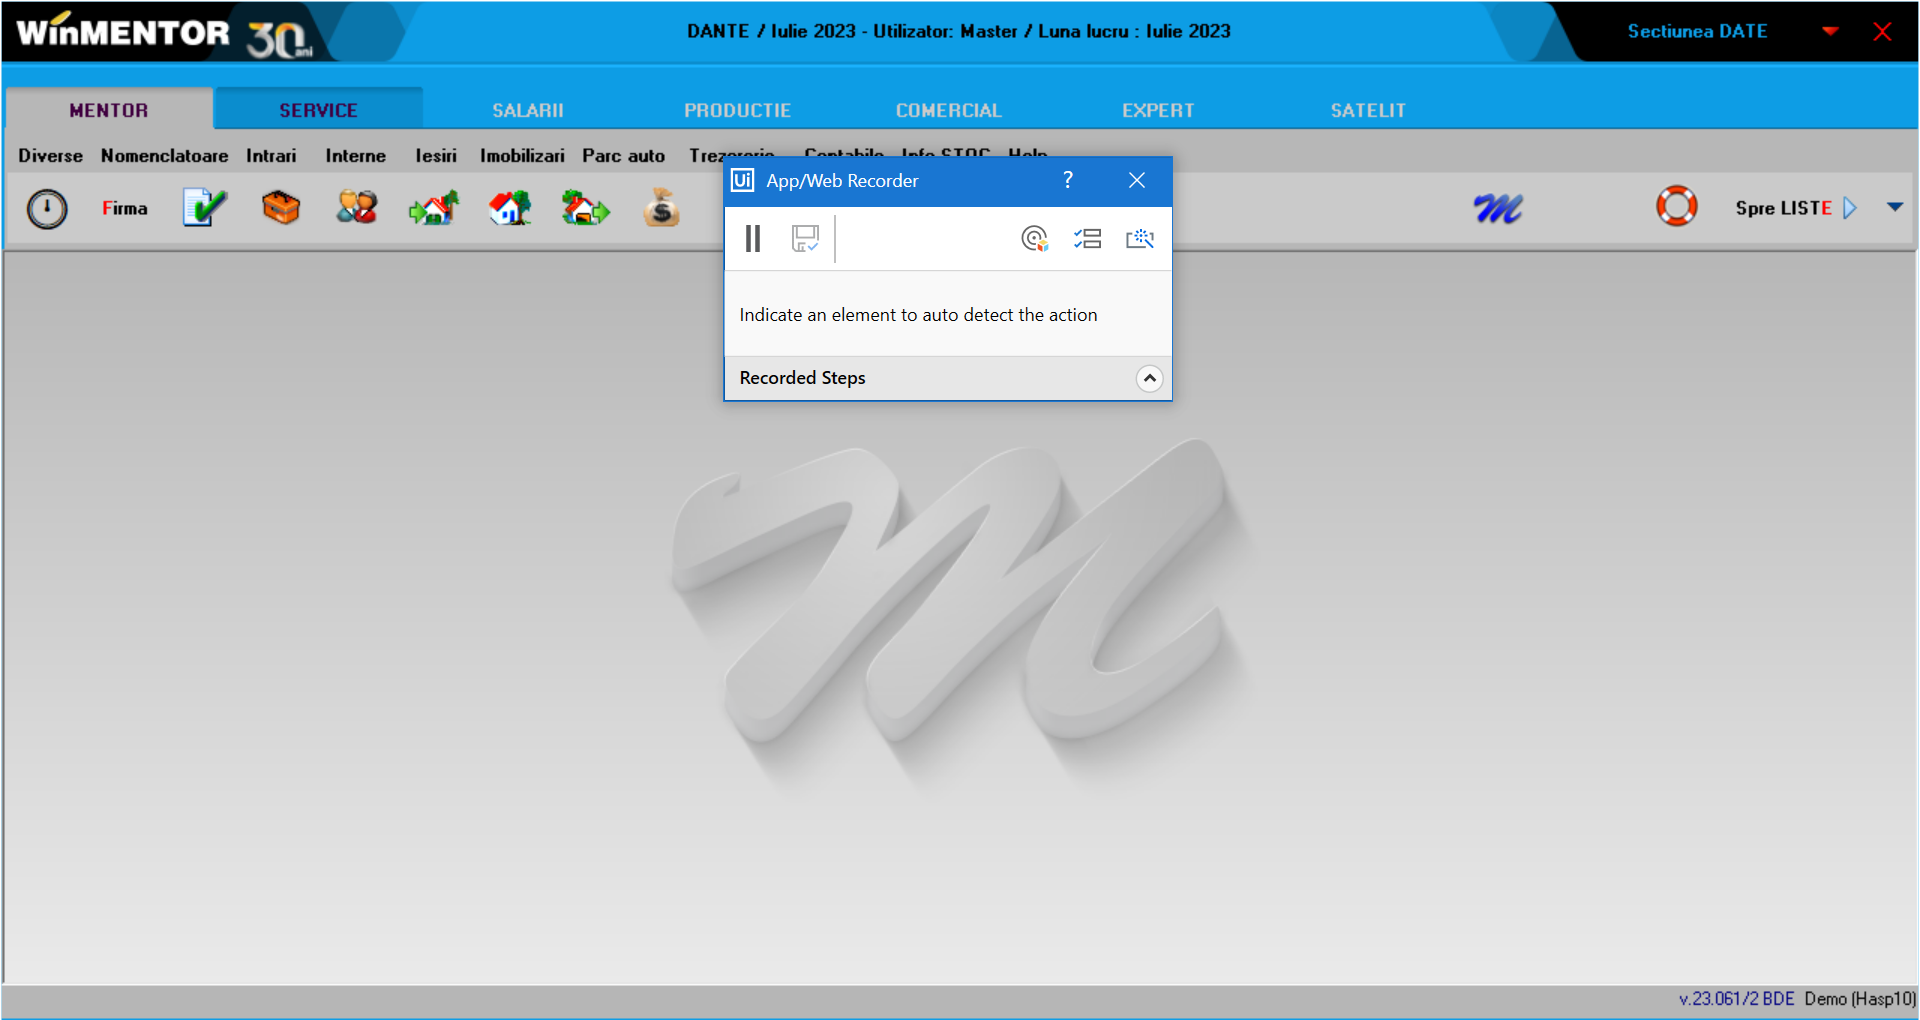 WinMENTOR 30 ani
DANTE / Iulie 2023 - Utilizator: Master / Luna lucru : Iulie 2023
Sectiunea DATE
MENTOR SERVICE SALARII PRODUCTIE COMERCIAL EXPERT SATELIT
Diverse Nomenclatoare Intrari Interne Iesiri Imobilizari Parc auto Trezorerie Contabile Info STOC Help
Firma
Spre LISTE
Ui App/Web Recorder ?
Indicate an element to auto detect the action
Recorded Steps
v.23.061/2 BDE Demo (Hasp10)